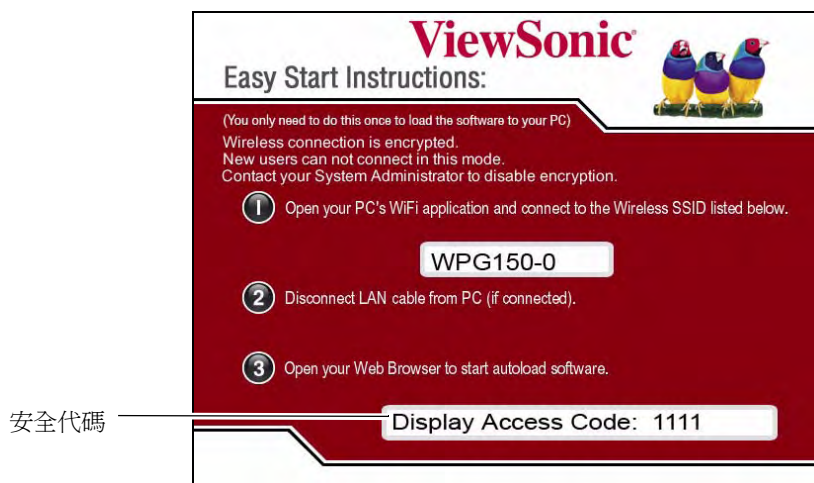 ViewSonic®
Easy Start Instructions:
(You only need to do this once to load the software to your PC)
Wireless connection is encrypted.
New users can not connect in this mode.
Contact your System Administrator to disable encryption.
1 Open your PC's WiFi application and connect to the Wireless SSID listed below.
WPG150-0
2 Disconnect LAN cable from PC (if connected).
3 Open your Web Browser to start autoload software.
安全代碼
Display Access Code: 1111